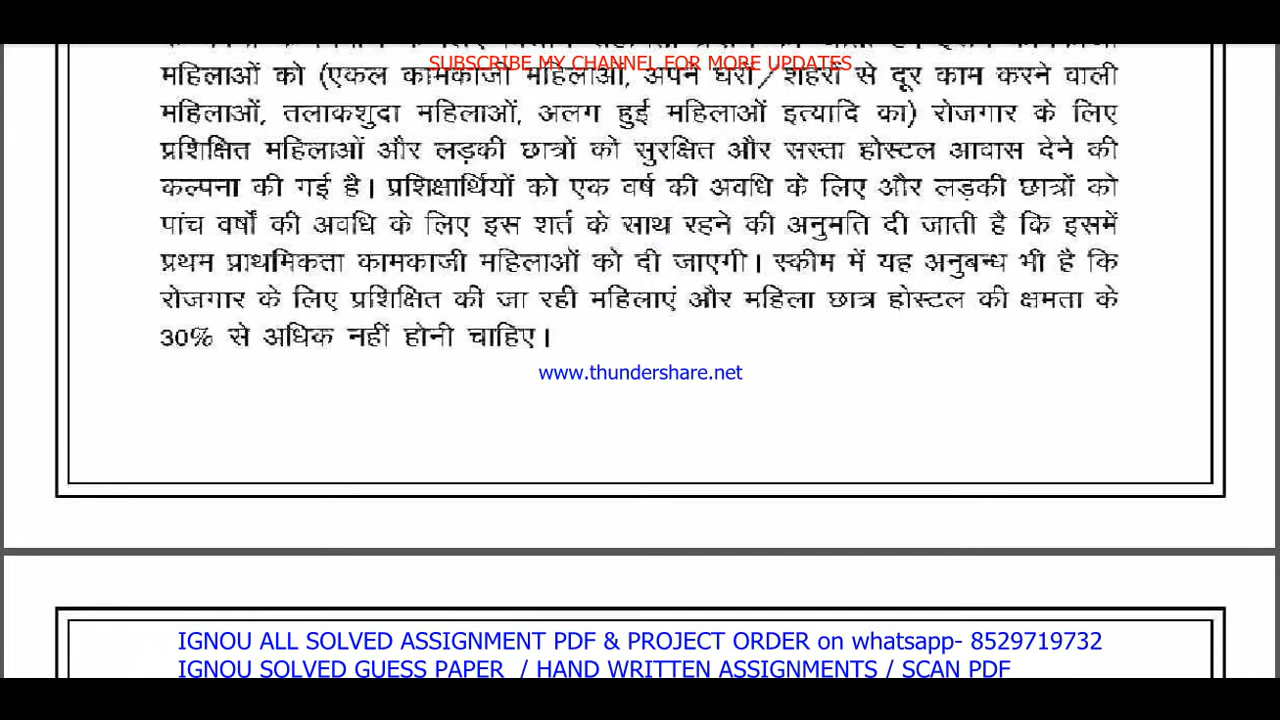 SUBSCRIBE MY CHANNEL FOR MORE UPDATES
महिलाओं को (एकल कामकाजी महिलाओं, अपने घरों/ शहरों से दूर काम करने वाली
महिलाओं, तलाकशुदा महिलाओं, अलग हुई महिलाओं इत्यादि का) रोजगार के लिए
प्रशिक्षित महिलाओं और लड़की छात्रों को सुरक्षित और सस्ता होस्टल आवास देने की
कल्पना की गई है। प्रशिक्षार्थियों को एक वर्ष की अवधि के लिए और लड़की छात्रों को
पांच वर्षों की अवधि के लिए इस शर्त के साथ रहने की अनुमति दी जाती है कि इसमें
प्रथम प्राथमिकत्ता कामकाजी महिलाओं को दी जाएगी। स्कीम में यह अनुबन्ध भी है कि
रोजगार के लिए प्रशिक्षित की जा रही महिलाएं और महिला छात्र होस्टल की क्षमता के
30% से अधिक नहीं होनी चाहिए।
www.thundershare.net
IGNOU ALL SOLVED ASSIGNMENT PDF & PROJECT ORDER on whatsapp- 8529719732
IGNOU SOLVED GUESS PAPER / HAND WRITTEN ASSIGNMENTS / SCAN PDF